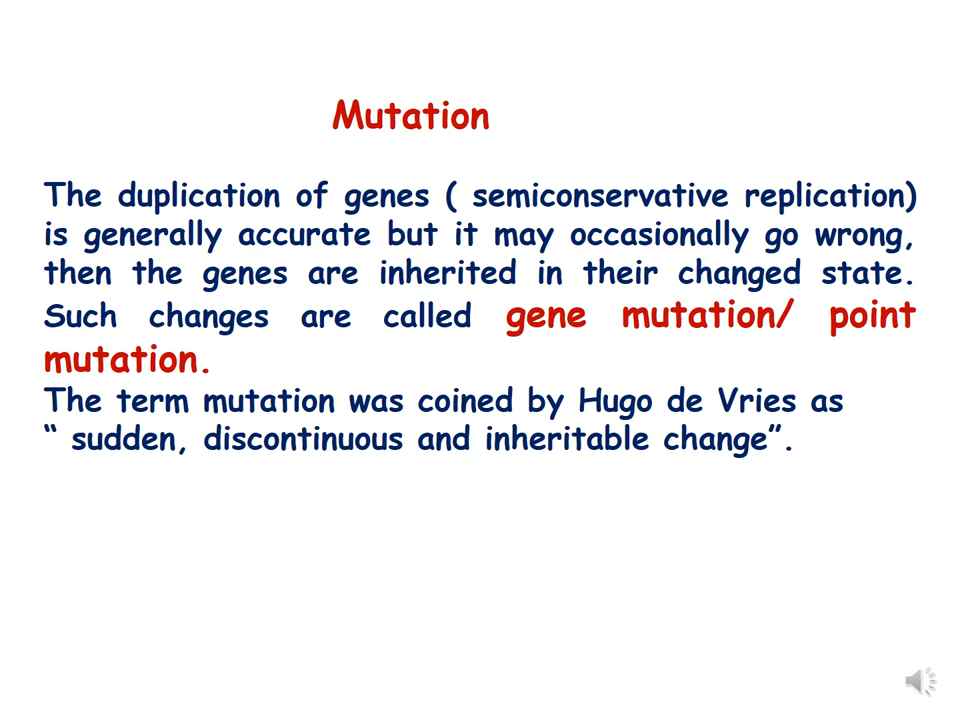 Mutation
The duplication of genes ( semiconservative replication)
is generally accurate but it may occasionally go wrong,
then the genes are inherited in their changed state.
Such changes are called gene mutation/ point
mutation.
The term mutation was coined by Hugo de Vries as
“ sudden, discontinuous and inheritable change”.